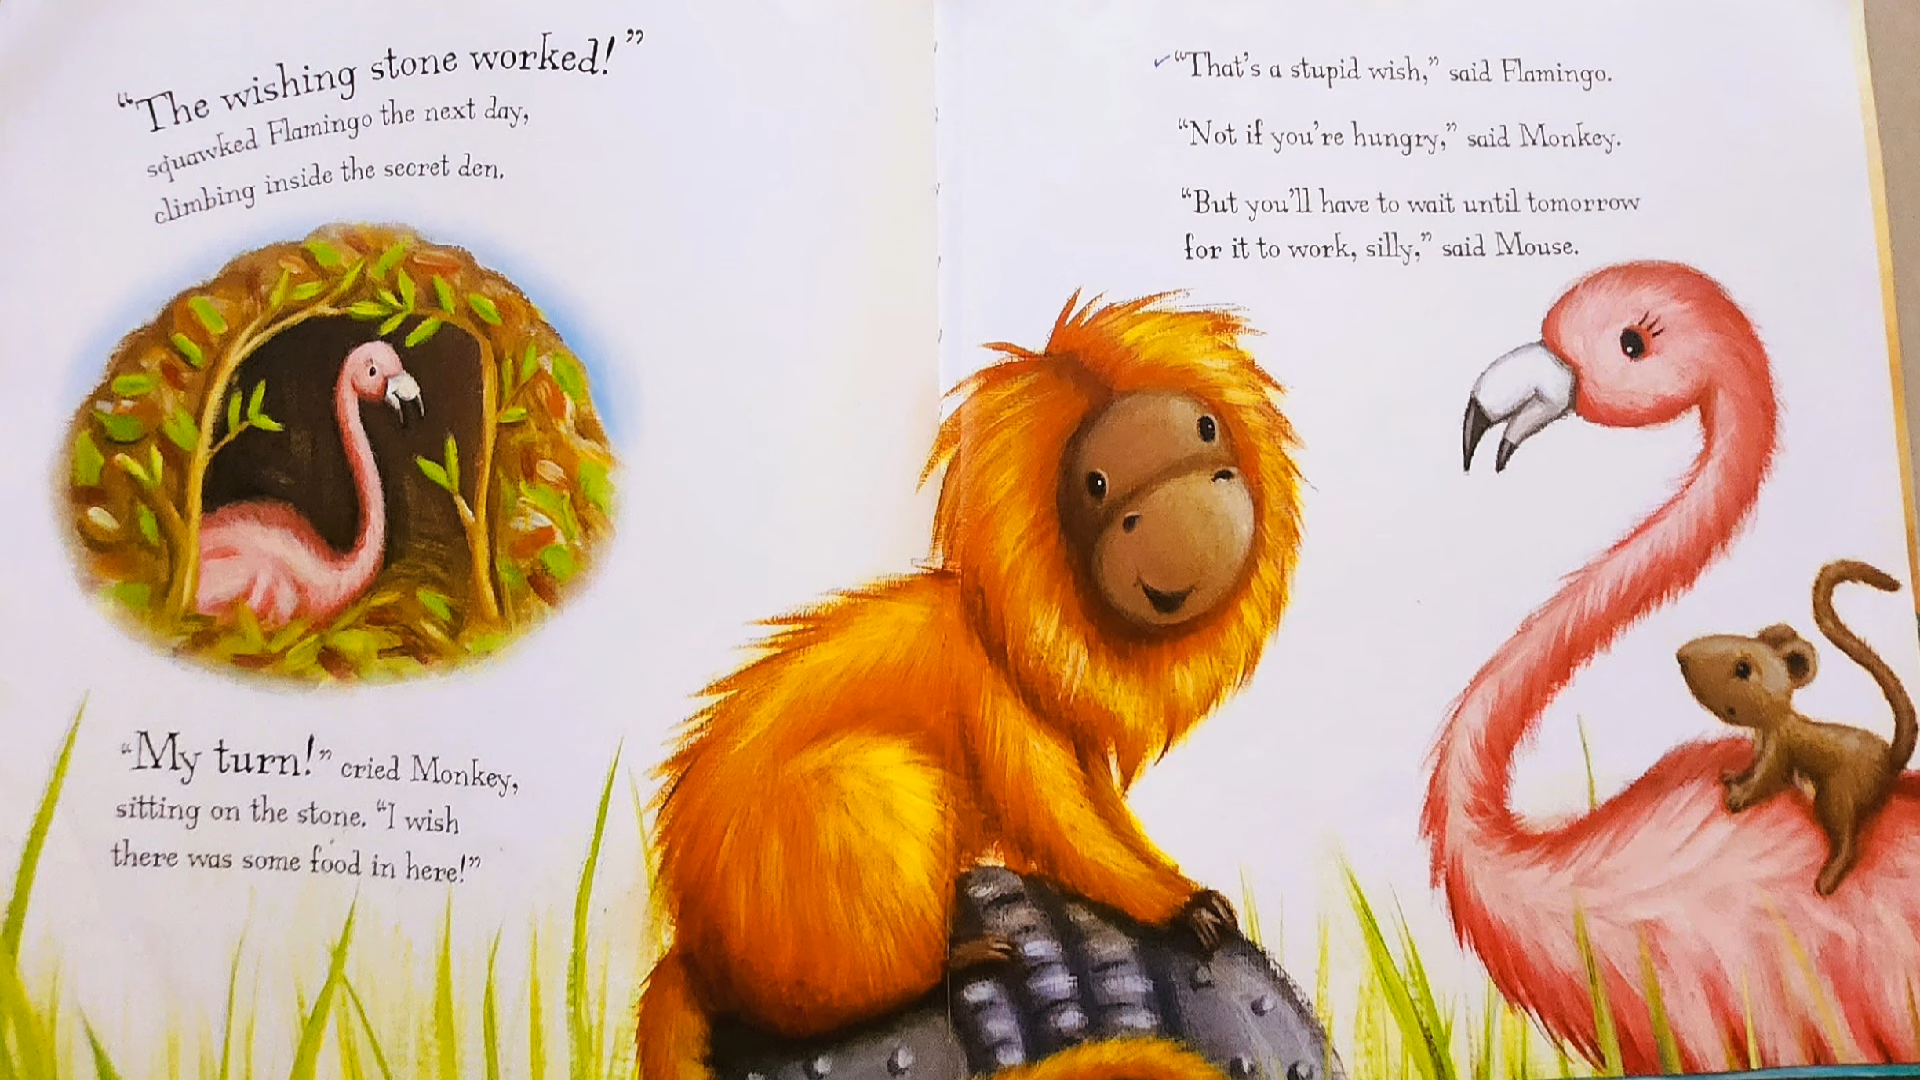 “The wishing stone worked!”
squawked Flamingo the next day,
climbing inside the secret den.
“My turn!” cried Monkey,
sitting on the stone. “I wish
there was some food in here!”
“That’s a stupid wish,” said Flamingo.
“Not if you’re hungry,” said Monkey.
“But you’ll have to wait until tomorrow
for it to work, silly,” said Mouse.